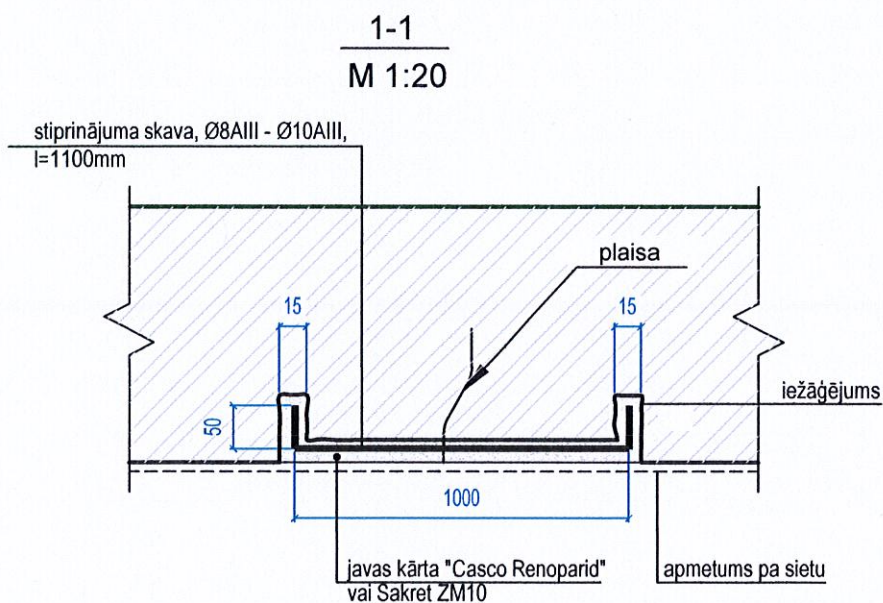 1-1
M 1:20
stiprinājuma skava, Ø8AIII - Ø10AIII,
l=1100mm
plaisa
15
15
iežāģējums
50
1000
javas kārta "Casco Renoparid"
vai Sakret ZM10
apmetums pa sietu